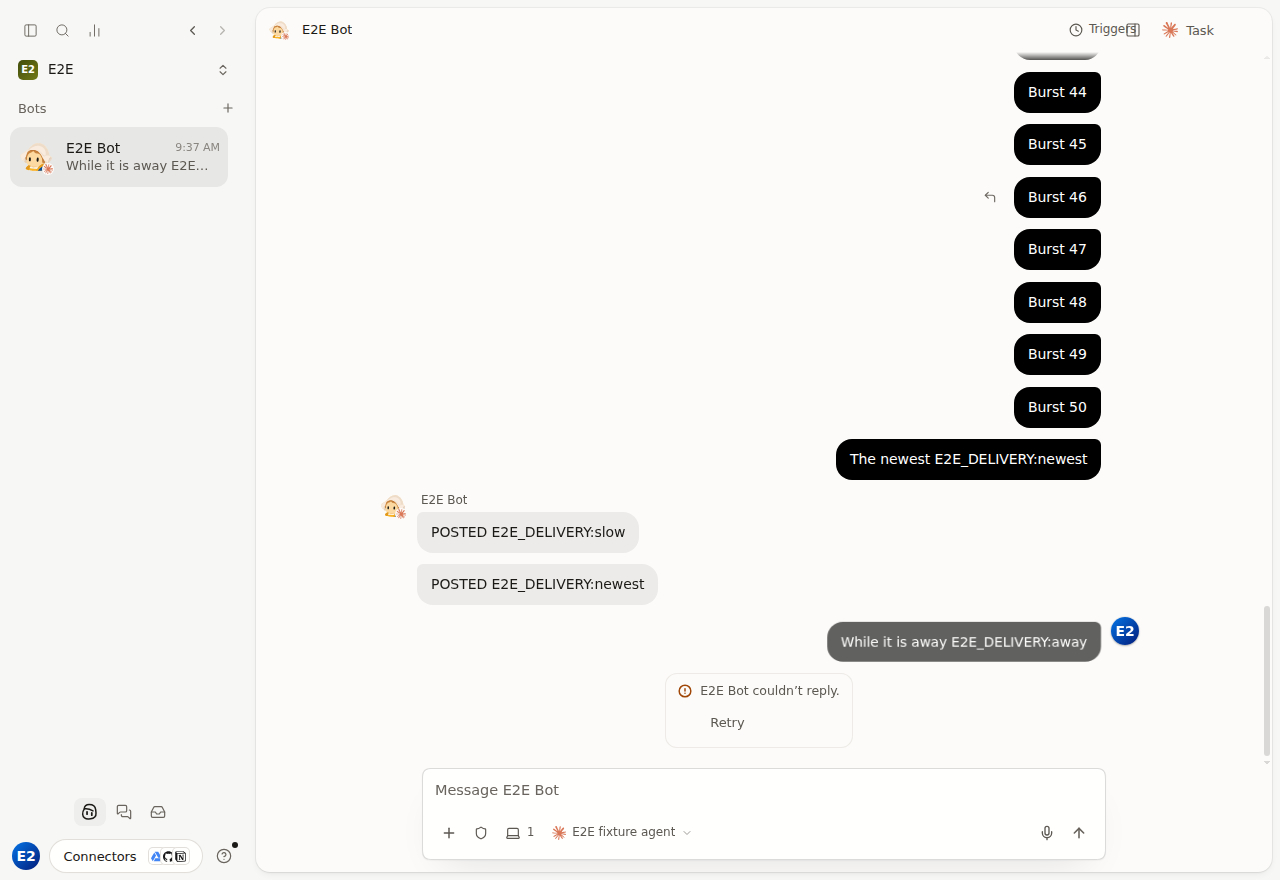 E2E Bot
Triggers
Task
E2 E2E
Bots
E2E Bot 9:37 AM
While it is away E2E…
Burst 44
Burst 45
Burst 46
Burst 47
Burst 48
Burst 49
Burst 50
The newest E2E_DELIVERY:newest
E2E Bot
POSTED E2E_DELIVERY:slow
POSTED E2E_DELIVERY:newest
While it is away E2E_DELIVERY:away E2
E2E Bot couldn’t reply.
Retry
Message E2E Bot
1 E2E fixture agent
E2 Connectors